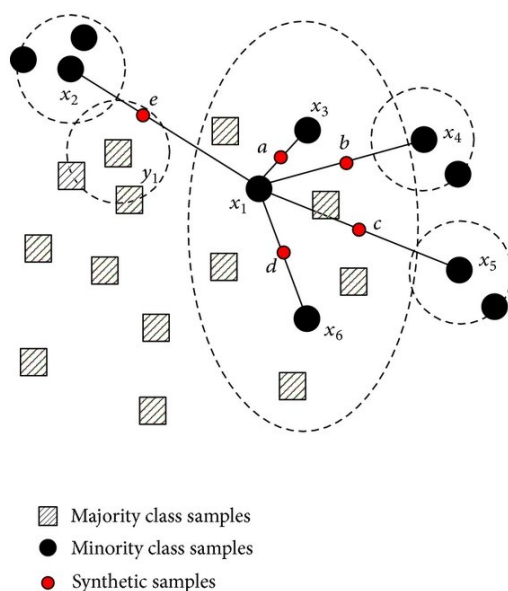 x2
e
x3
a
b
x4
y1
x1
c
d
x5
x6
Majority class samples
Minority class samples
Synthetic samples